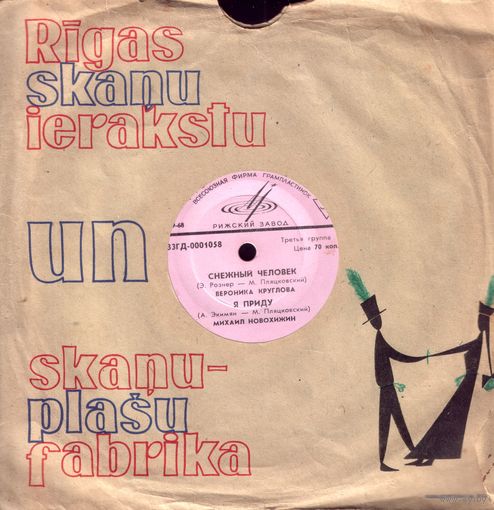 Rīgas
skaņu
ierakstu
un
skaņu-
plašu
fabrika
ВСЕСОЮЗНАЯ ФИРМА ГРАМПЛАСТИНОК
РИЖСКИЙ ЗАВОД
33ГД-0001058
Третья группа
Цена 70 коп.
СНЕЖНЫЙ ЧЕЛОВЕК
(Э. Рознер — М. Пляцковский)
ВЕРОНИКА КРУГЛОВА
Я ПРИДУ
(А. Экимян — М. Пляцковский)
МИХАИЛ НОВОХИЖИН